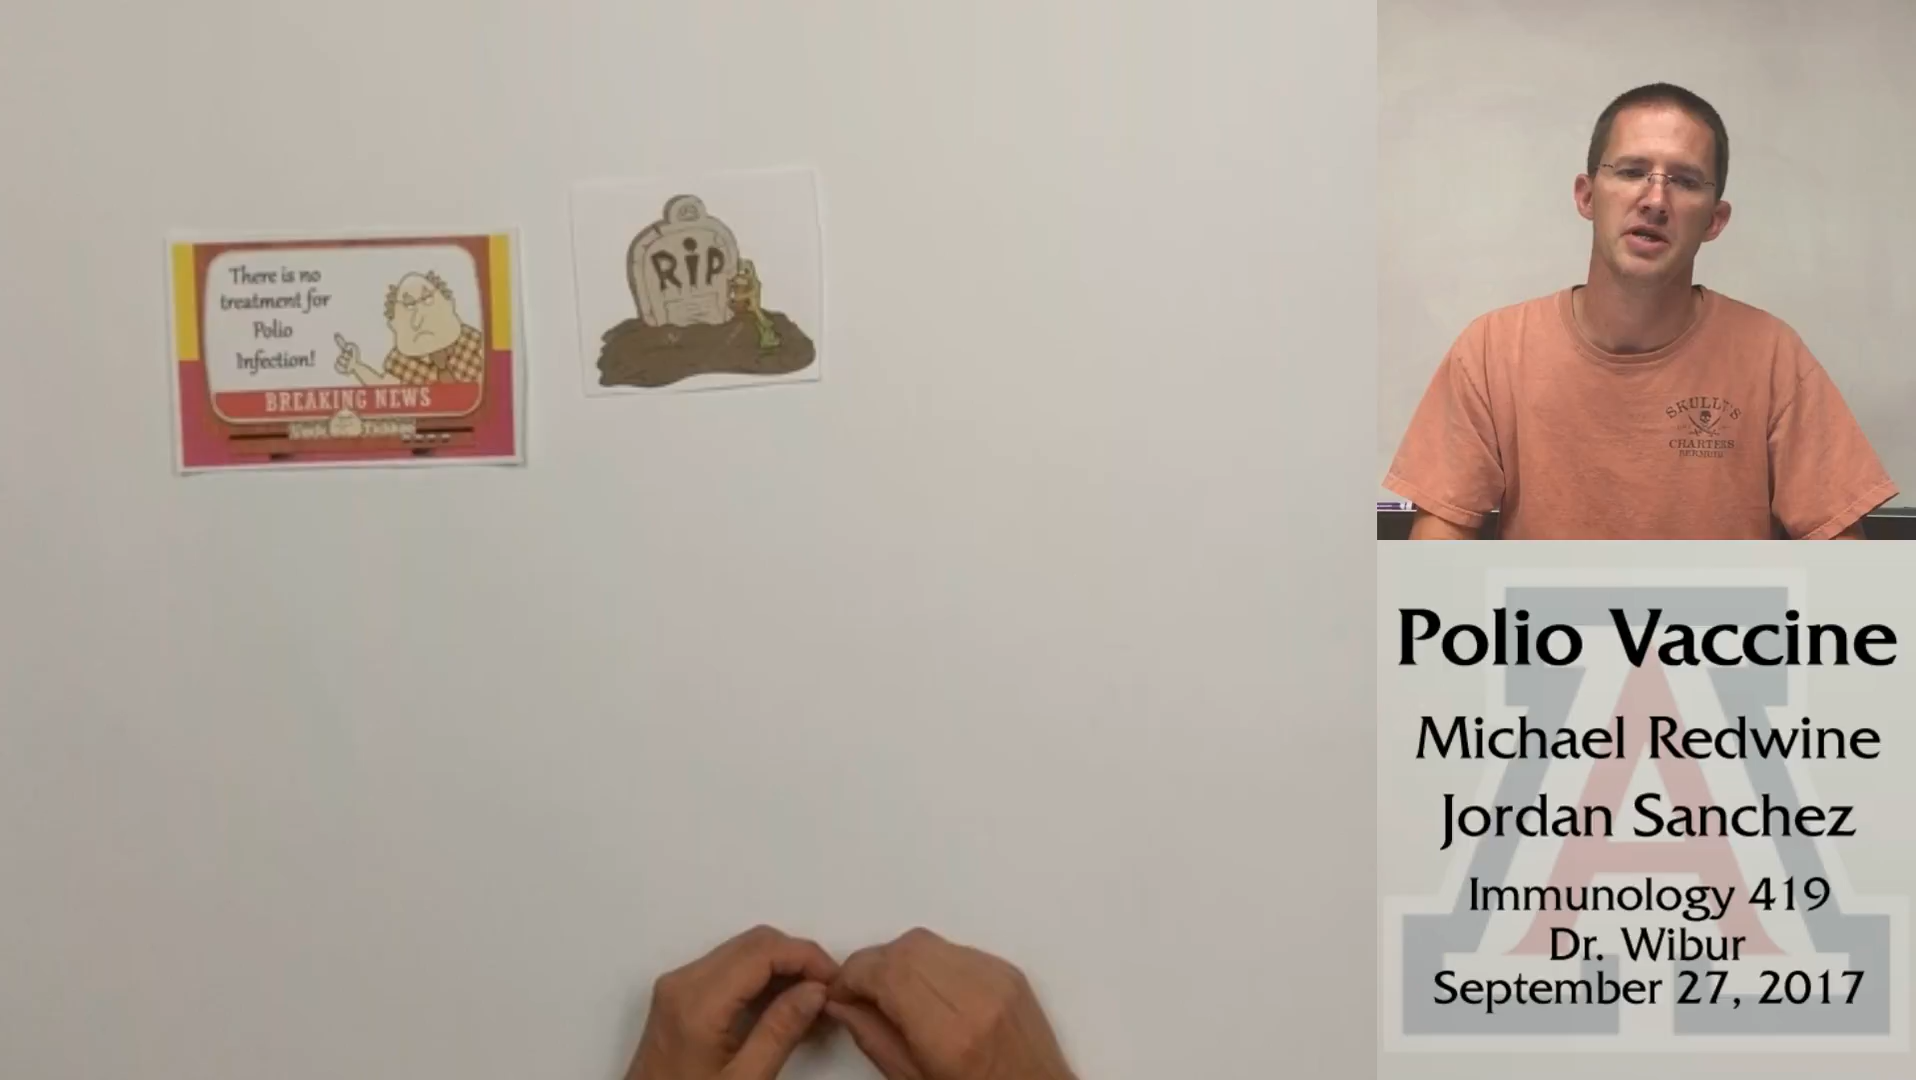 There is no
treatment for
Polio
Infection!
BREAKING NEWS
RiP
SKULLY'S
CHARTERS
BERMUDA
Polio Vaccine
Michael Redwine
Jordan Sanchez
Immunology 419
Dr. Wibur
September 27, 2017